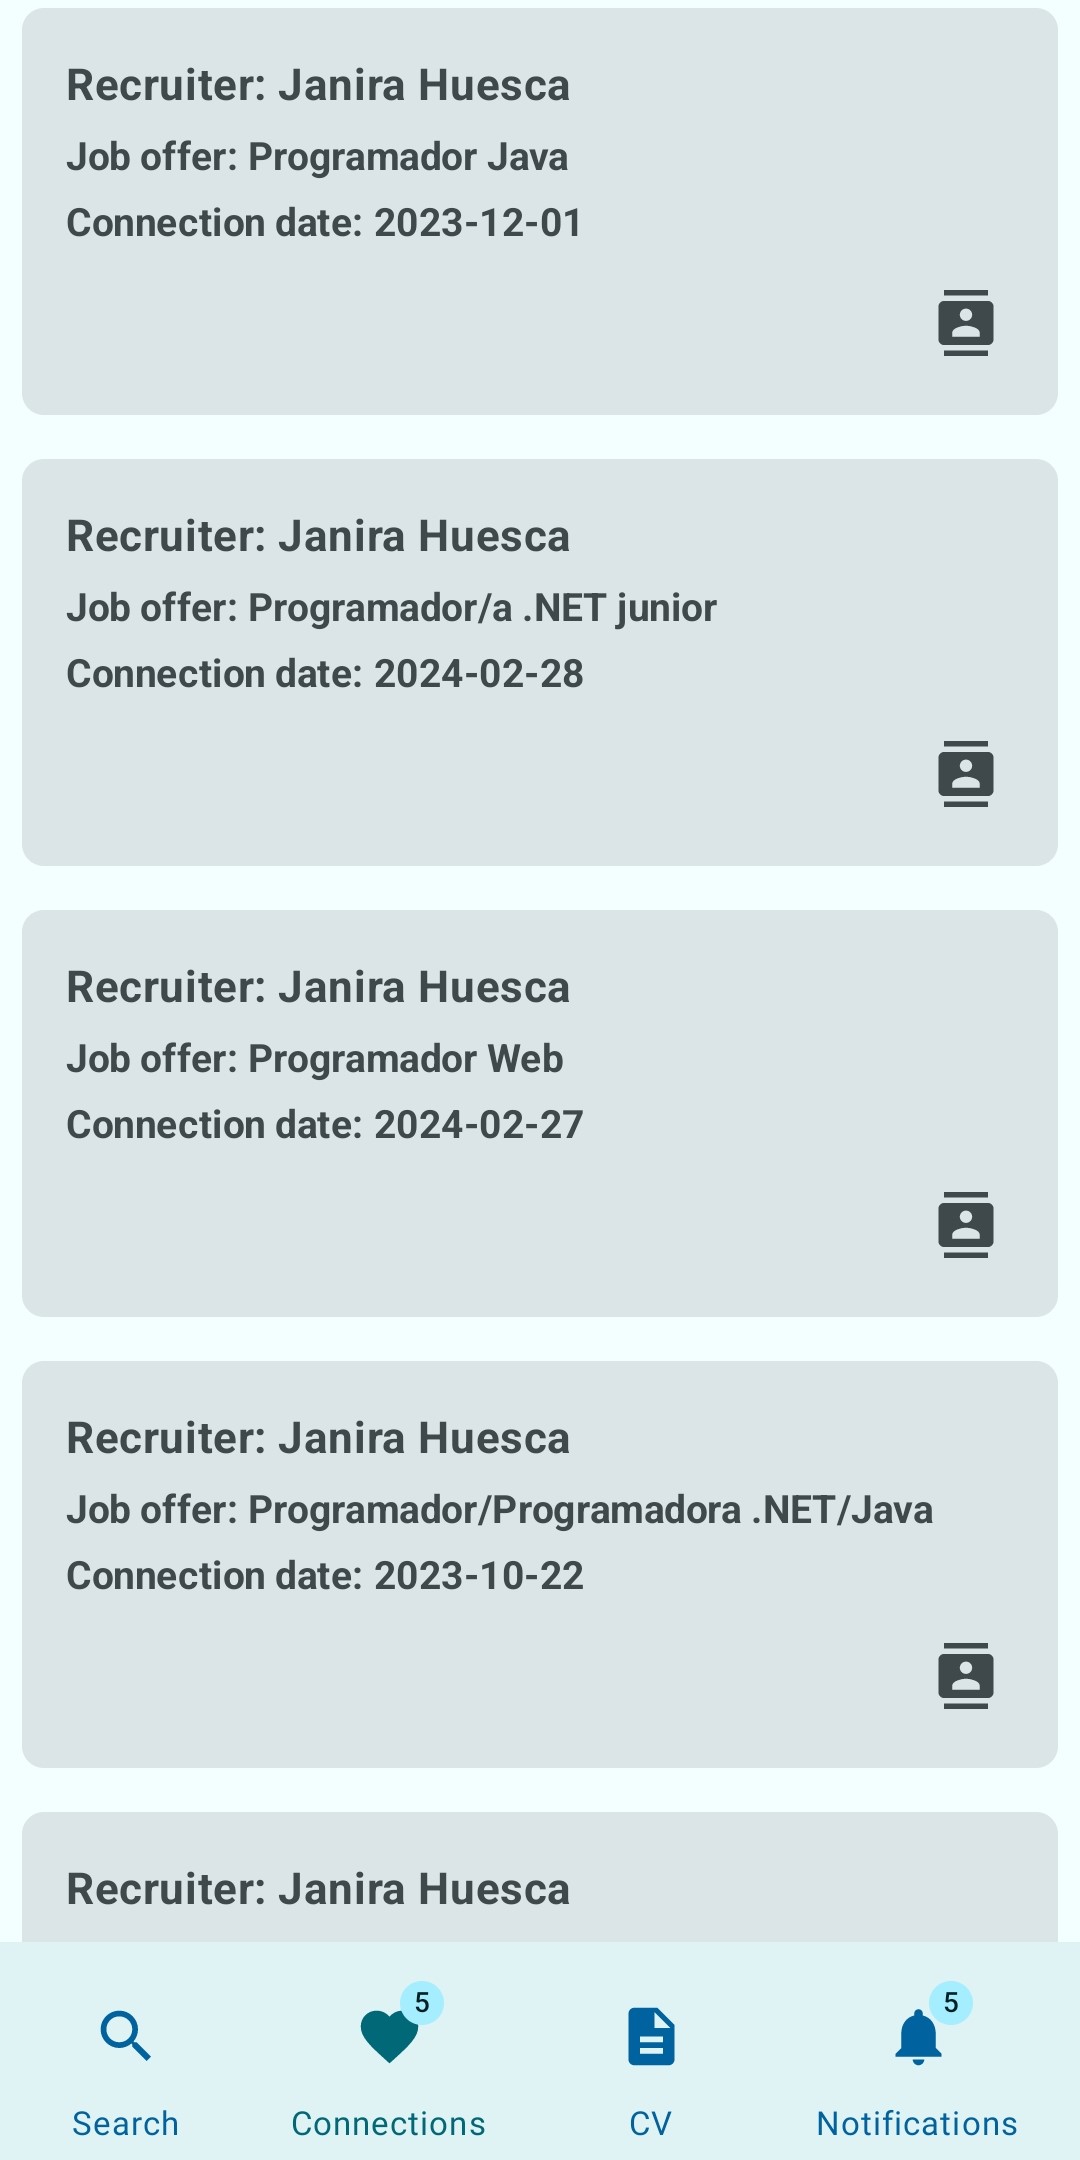 Recruiter: Janira Huesca
Job offer: Programador Java
Connection date: 2023-12-01
Recruiter: Janira Huesca
Job offer: Programador/a .NET junior
Connection date: 2024-02-28
Recruiter: Janira Huesca
Job offer: Programador Web
Connection date: 2024-02-27
Recruiter: Janira Huesca
Job offer: Programador/Programadora .NET/Java
Connection date: 2023-10-22
Recruiter: Janira Huesca
5 5
Search Connections CV Notifications